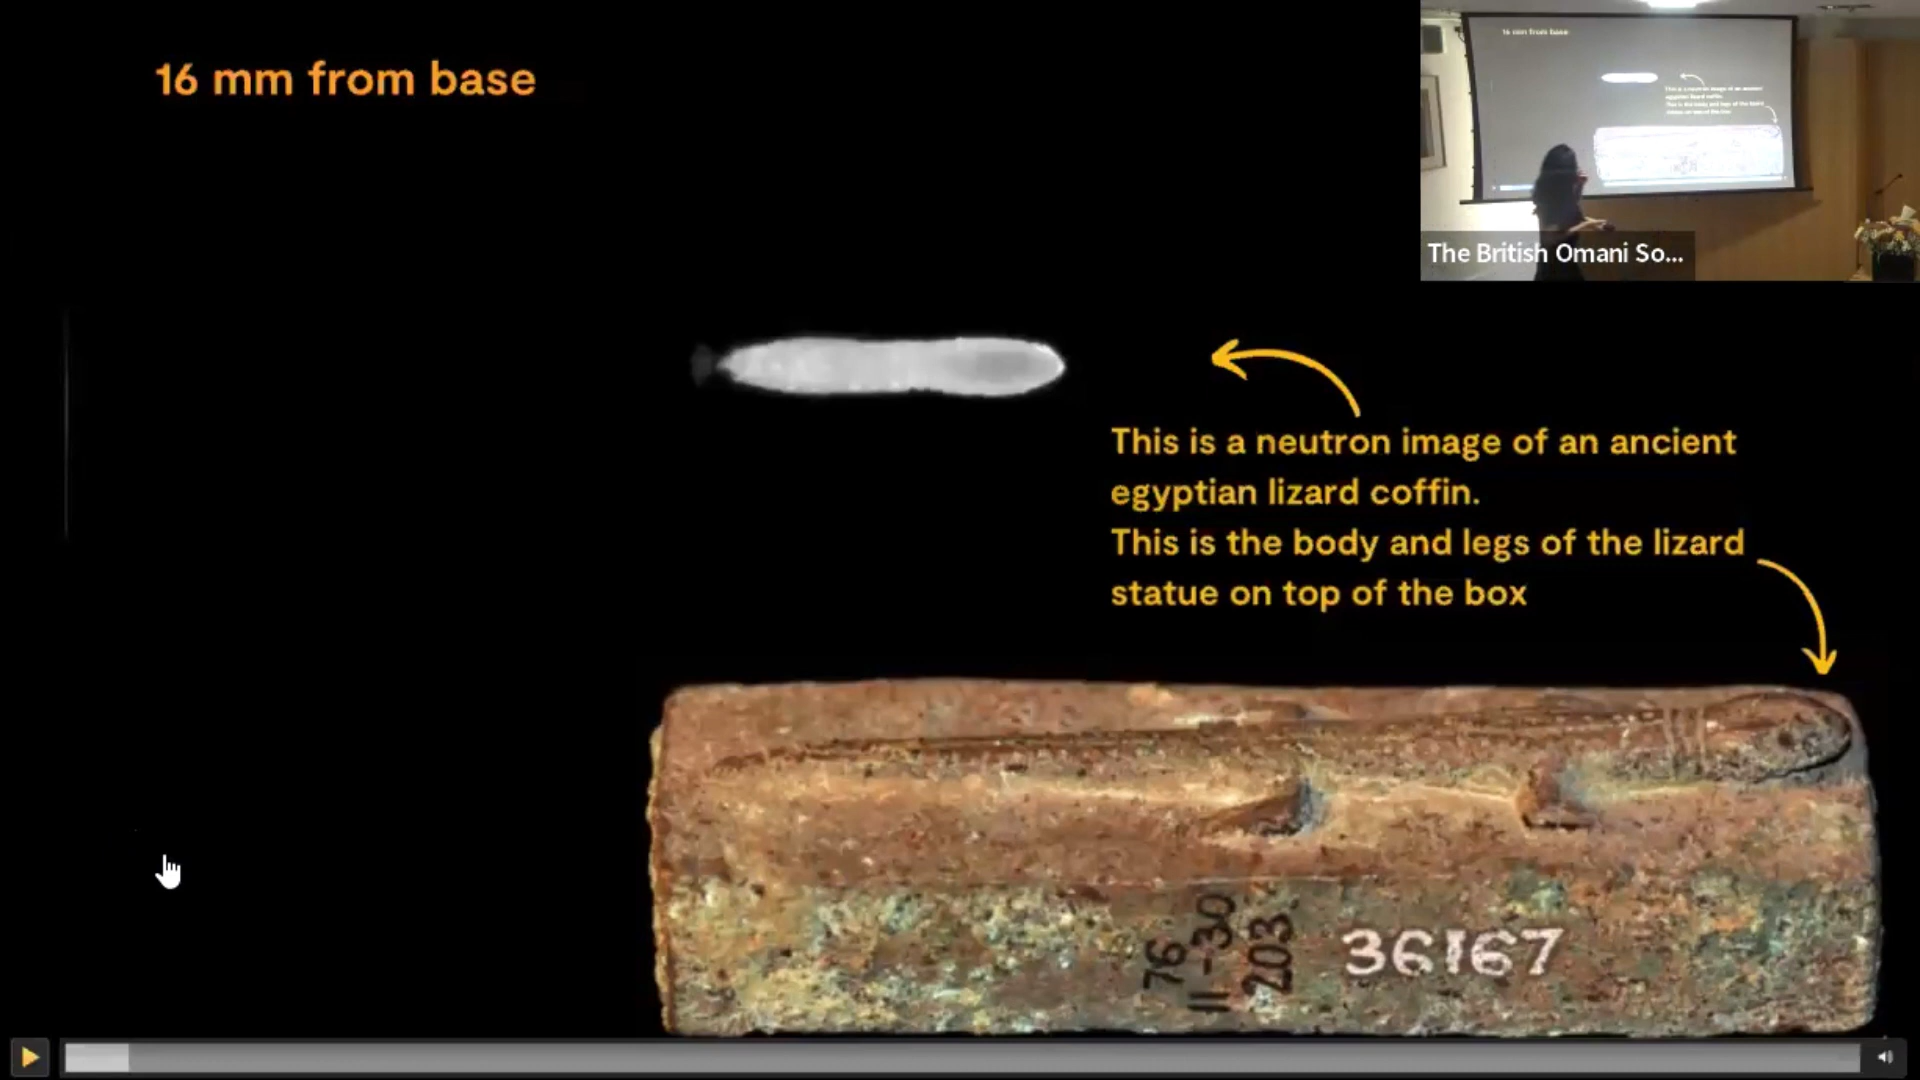 16 mm from base
The British Omani So...
This is a neutron image of an ancient
egyptian lizard coffin.
This is the body and legs of the lizard
statue on top of the box
76
11-30
203
36167